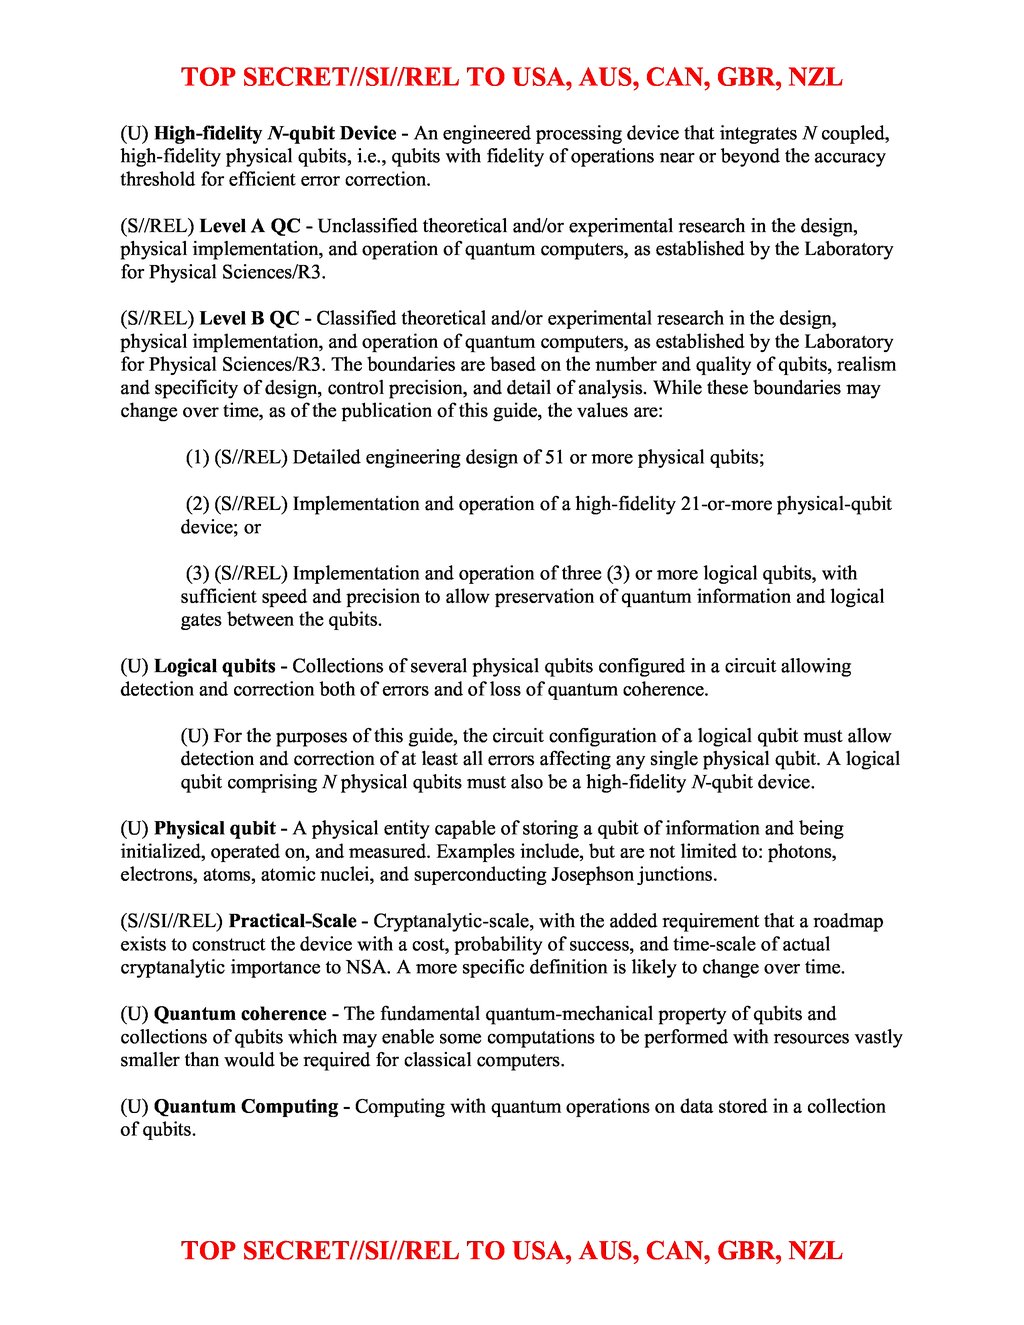 TOP SECRET//SI//REL TO USA, AUS, CAN, GBR, NZL
(U) High-fidelity N-qubit Device - An engineered processing device that integrates N coupled,
high-fidelity physical qubits, i.e., qubits with fidelity of operations near or beyond the accuracy
threshold for efficient error correction.
(S//REL) Level A QC - Unclassified theoretical and/or experimental research in the design,
physical implementation, and operation of quantum computers, as established by the Laboratory
for Physical Sciences/R3.
(S//REL) Level B QC - Classified theoretical and/or experimental research in the design,
physical implementation, and operation of quantum computers, as established by the Laboratory
for Physical Sciences/R3. The boundaries are based on the number and quality of qubits, realism
and specificity of design, control precision, and detail of analysis. While these boundaries may
change over time, as of the publication of this guide, the values are:
(1) (S//REL) Detailed engineering design of 51 or more physical qubits;
(2) (S//REL) Implementation and operation of a high-fidelity 21-or-more physical-qubit
device; or
(3) (S//REL) Implementation and operation of three (3) or more logical qubits, with
sufficient speed and precision to allow preservation of quantum information and logical
gates between the qubits.
(U) Logical qubits - Collections of several physical qubits configured in a circuit allowing
detection and correction both of errors and of loss of quantum coherence.
(U) For the purposes of this guide, the circuit configuration of a logical qubit must allow
detection and correction of at least all errors affecting any single physical qubit. A logical
qubit comprising N physical qubits must also be a high-fidelity N-qubit device.
(U) Physical qubit - A physical entity capable of storing a qubit of information and being
initialized, operated on, and measured. Examples include, but are not limited to: photons,
electrons, atoms, atomic nuclei, and superconducting Josephson junctions.
(S//SI//REL) Practical-Scale - Cryptanalytic-scale, with the added requirement that a roadmap
exists to construct the device with a cost, probability of success, and time-scale of actual
cryptanalytic importance to NSA. A more specific definition is likely to change over time.
(U) Quantum coherence - The fundamental quantum-mechanical property of qubits and
collections of qubits which may enable some computations to be performed with resources vastly
smaller than would be required for classical computers.
(U) Quantum Computing - Computing with quantum operations on data stored in a collection
of qubits.
TOP SECRET//SI//REL TO USA, AUS, CAN, GBR, NZL